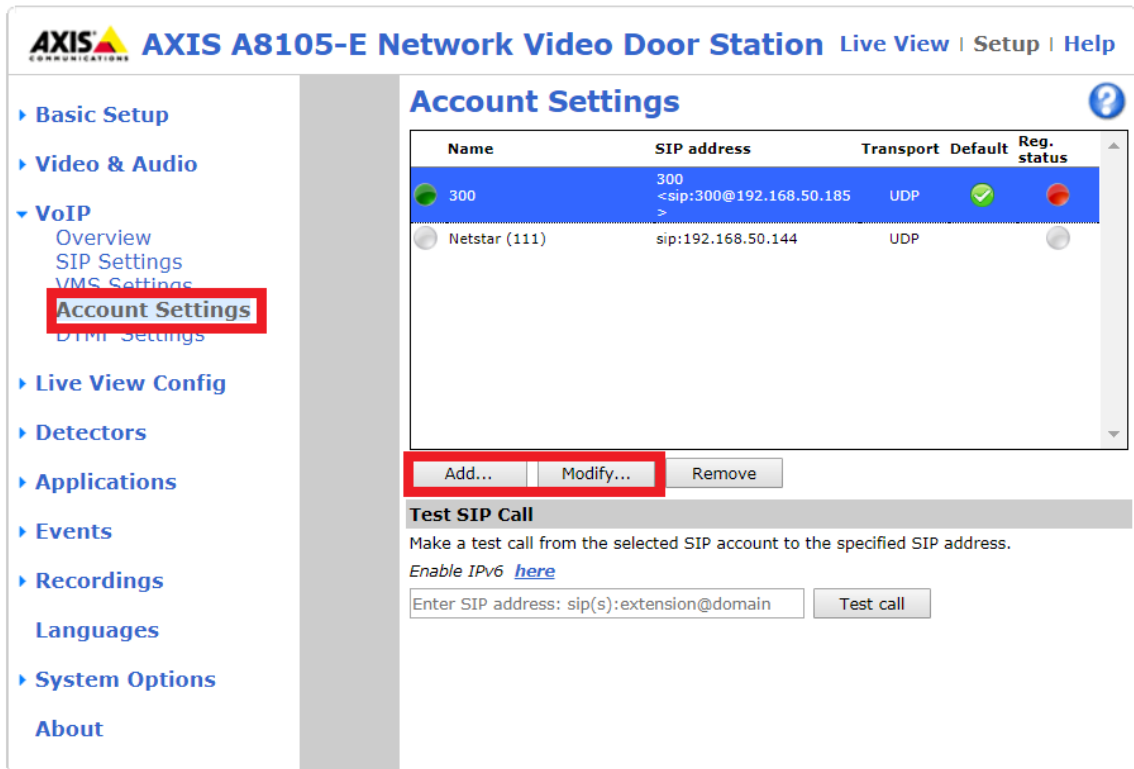 AXIS COMMUNICATIONS AXIS A8105-E Network Video Door Station Live View | Setup | Help
Basic Setup
Video & Audio
VoIP
Overview
SIP Settings
VMS Settings
Account Settings
DTMF Settings
Live View Config
Detectors
Applications
Events
Recordings
Languages
System Options
About
Account Settings
Name SIP address Transport Default Reg. status
300 300 <sip:300@192.168.50.185> UDP
Netstar (111) sip:192.168.50.144 UDP
Add... Modify... Remove
Test SIP Call
Make a test call from the selected SIP account to the specified SIP address.
Enable IPv6 here
Enter SIP address: sip(s):extension@domain Test call